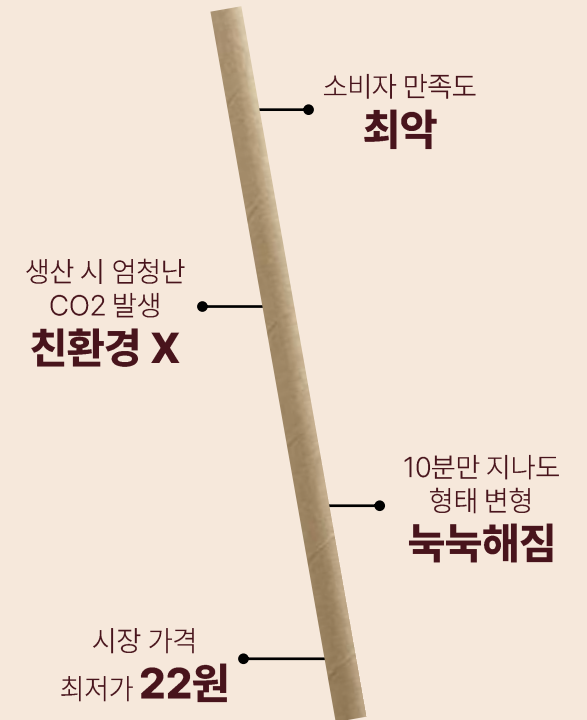 소비자 만족도
최악
생산 시 엄청난
CO2 발생
친환경 X
10분만 지나도
형태 변형
눅눅해짐
시장 가격
최저가 22원